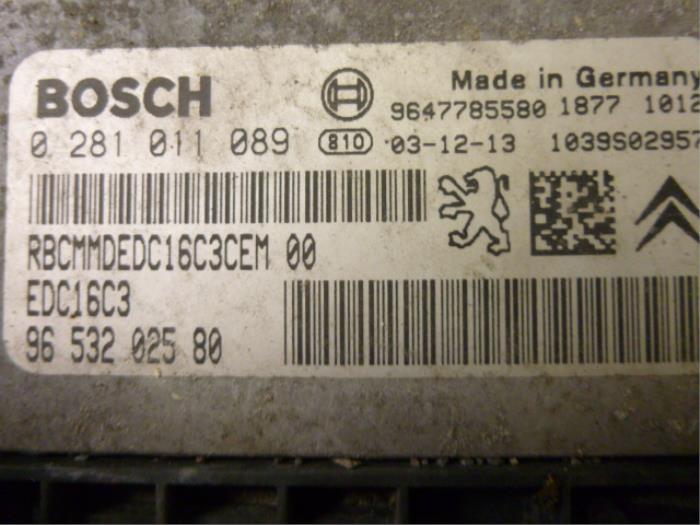 BOSCH
Made in Germany
9647785580 1877 1012
0 281 011 089 810 03-12-13 1039S02957
RBCMMDEDC16C3CEM 00
EDC16C3
96 532 025 80